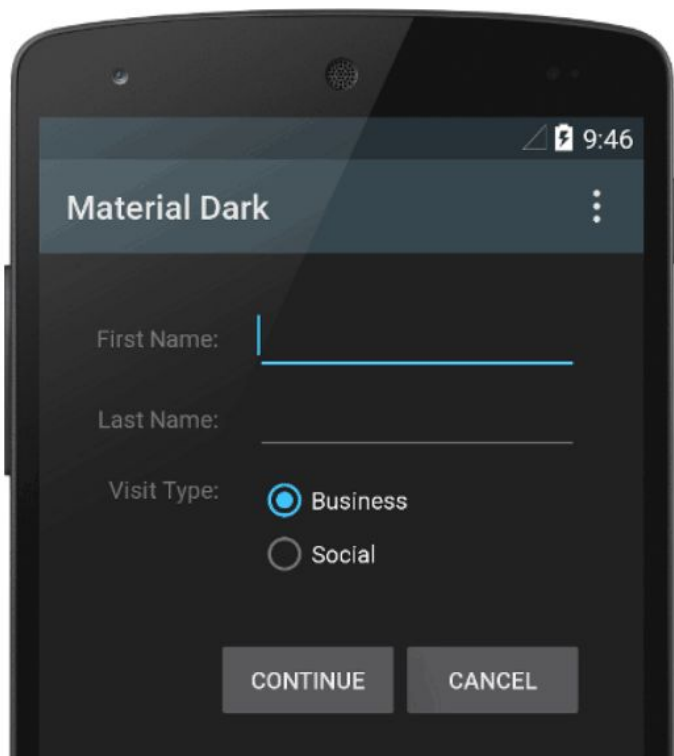 9:46
Material Dark
First Name:
Last Name:
Visit Type:
Business
Social
CONTINUE CANCEL